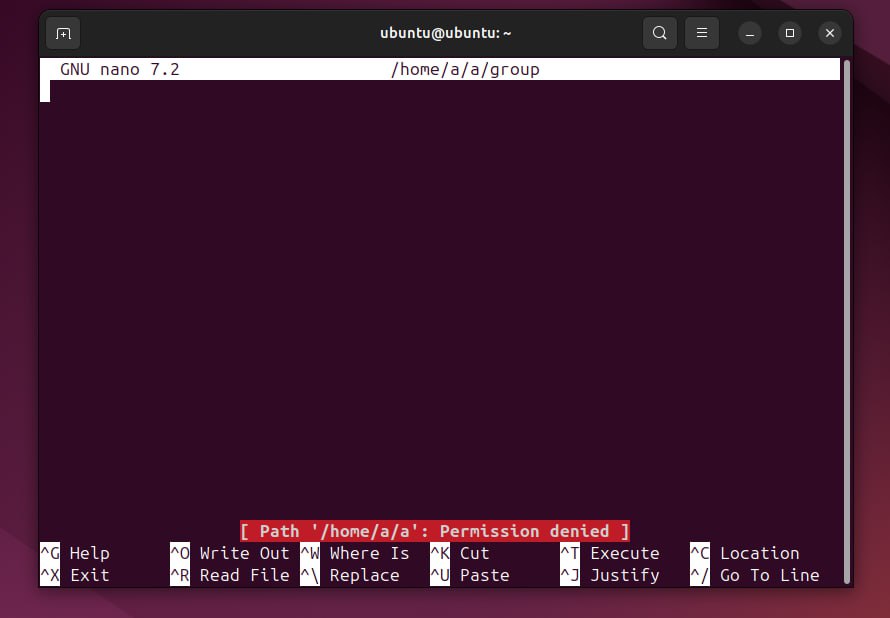 ubuntu@ubuntu: ~
GNU nano 7.2 /home/a/a/group
[ Path '/home/a/a': Permission denied ]
^G Help ^O Write Out ^W Where Is ^K Cut ^T Execute ^C Location
^X Exit ^R Read File ^\ Replace ^U Paste ^J Justify ^/ Go To Line